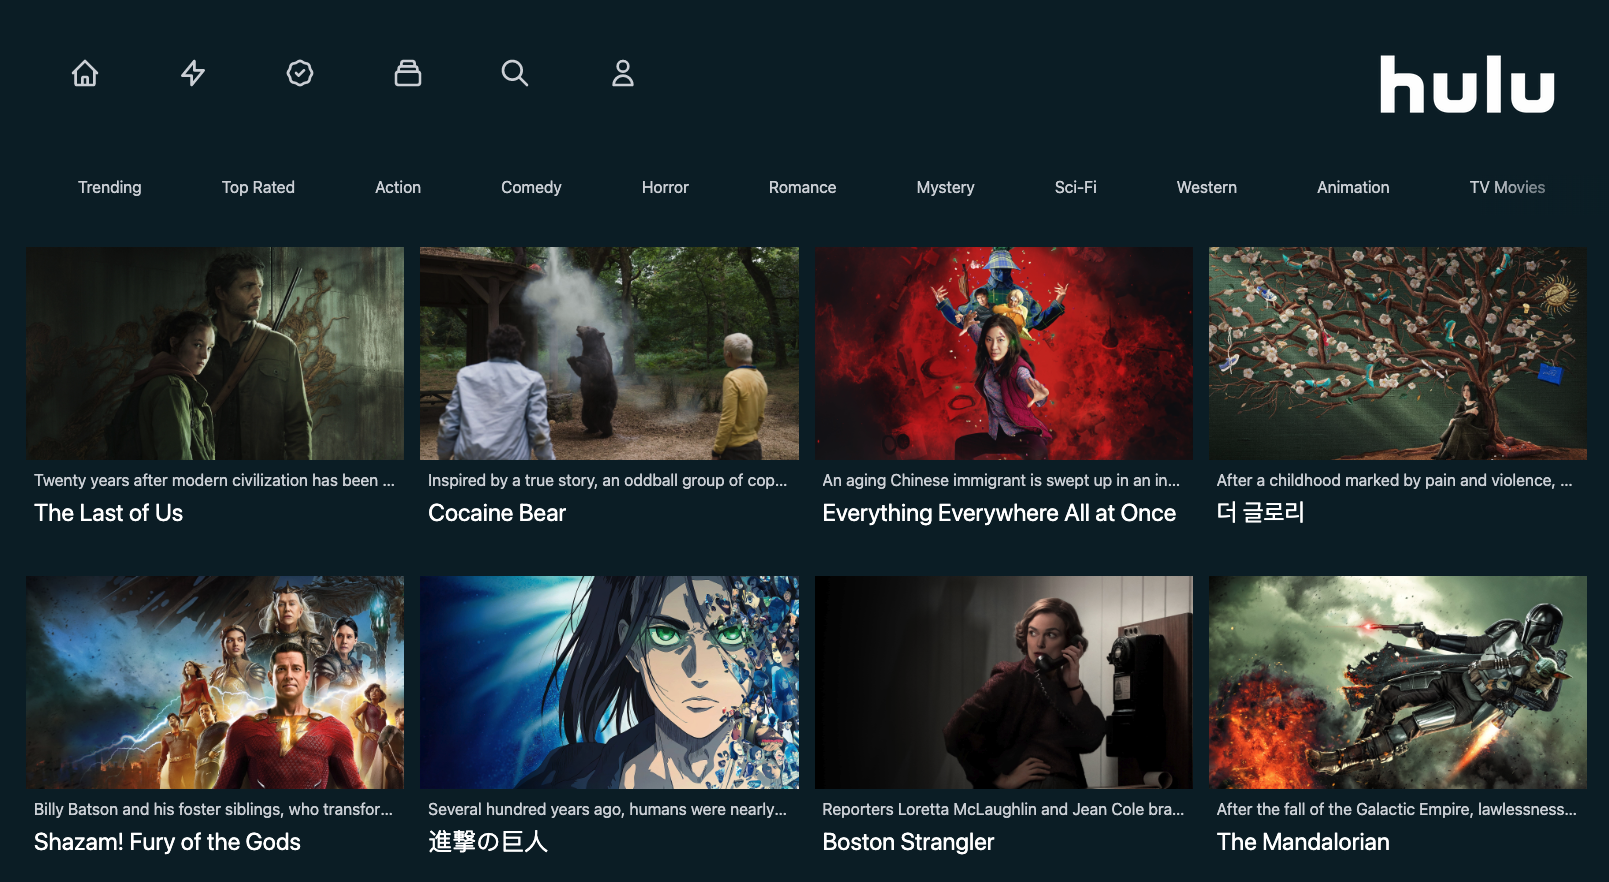 hulu
Trending
Top Rated
Action
Comedy
Horror
Romance
Mystery
Sci-Fi
Western
Animation
TV Movies
Twenty years after modern civilization has been ...
The Last of Us
Inspired by a true story, an oddball group of cop...
Cocaine Bear
An aging Chinese immigrant is swept up in an in...
Everything Everywhere All at Once
After a childhood marked by pain and violence, ...
더 글로리
Billy Batson and his foster siblings, who transfor...
Shazam! Fury of the Gods
Several hundred years ago, humans were nearly...
進撃の巨人
Reporters Loretta McLaughlin and Jean Cole bra...
Boston Strangler
After the fall of the Galactic Empire, lawlessness...
The Mandalorian